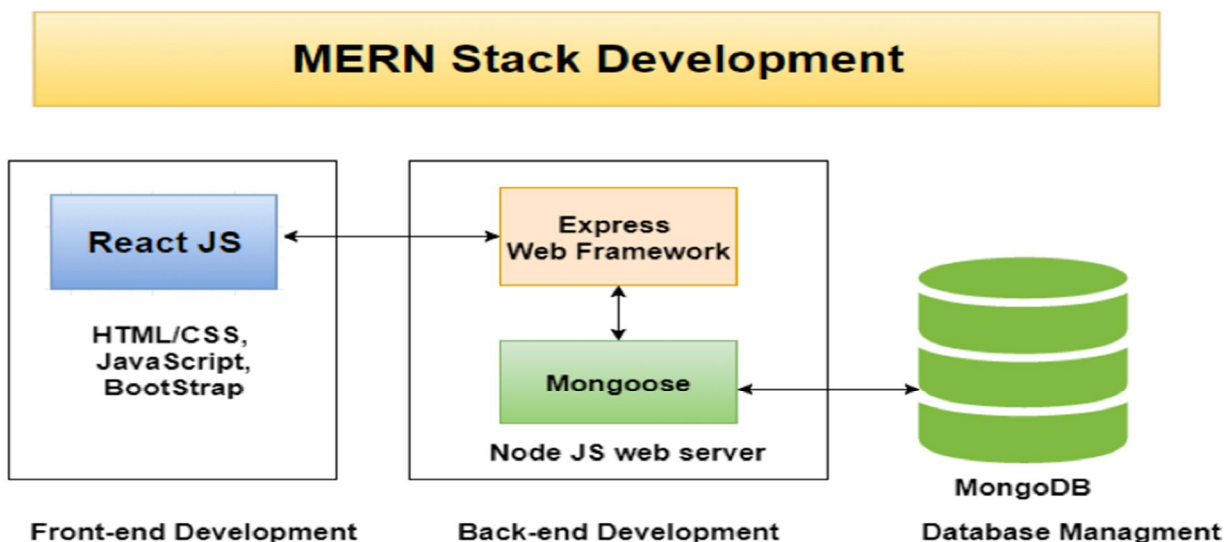 MERN Stack Development
React JS
HTML/CSS,
JavaScript,
BootStrap
Front-end Development
Express
Web Framework
Mongoose
Node JS web server
Back-end Development
MongoDB
Database Managment